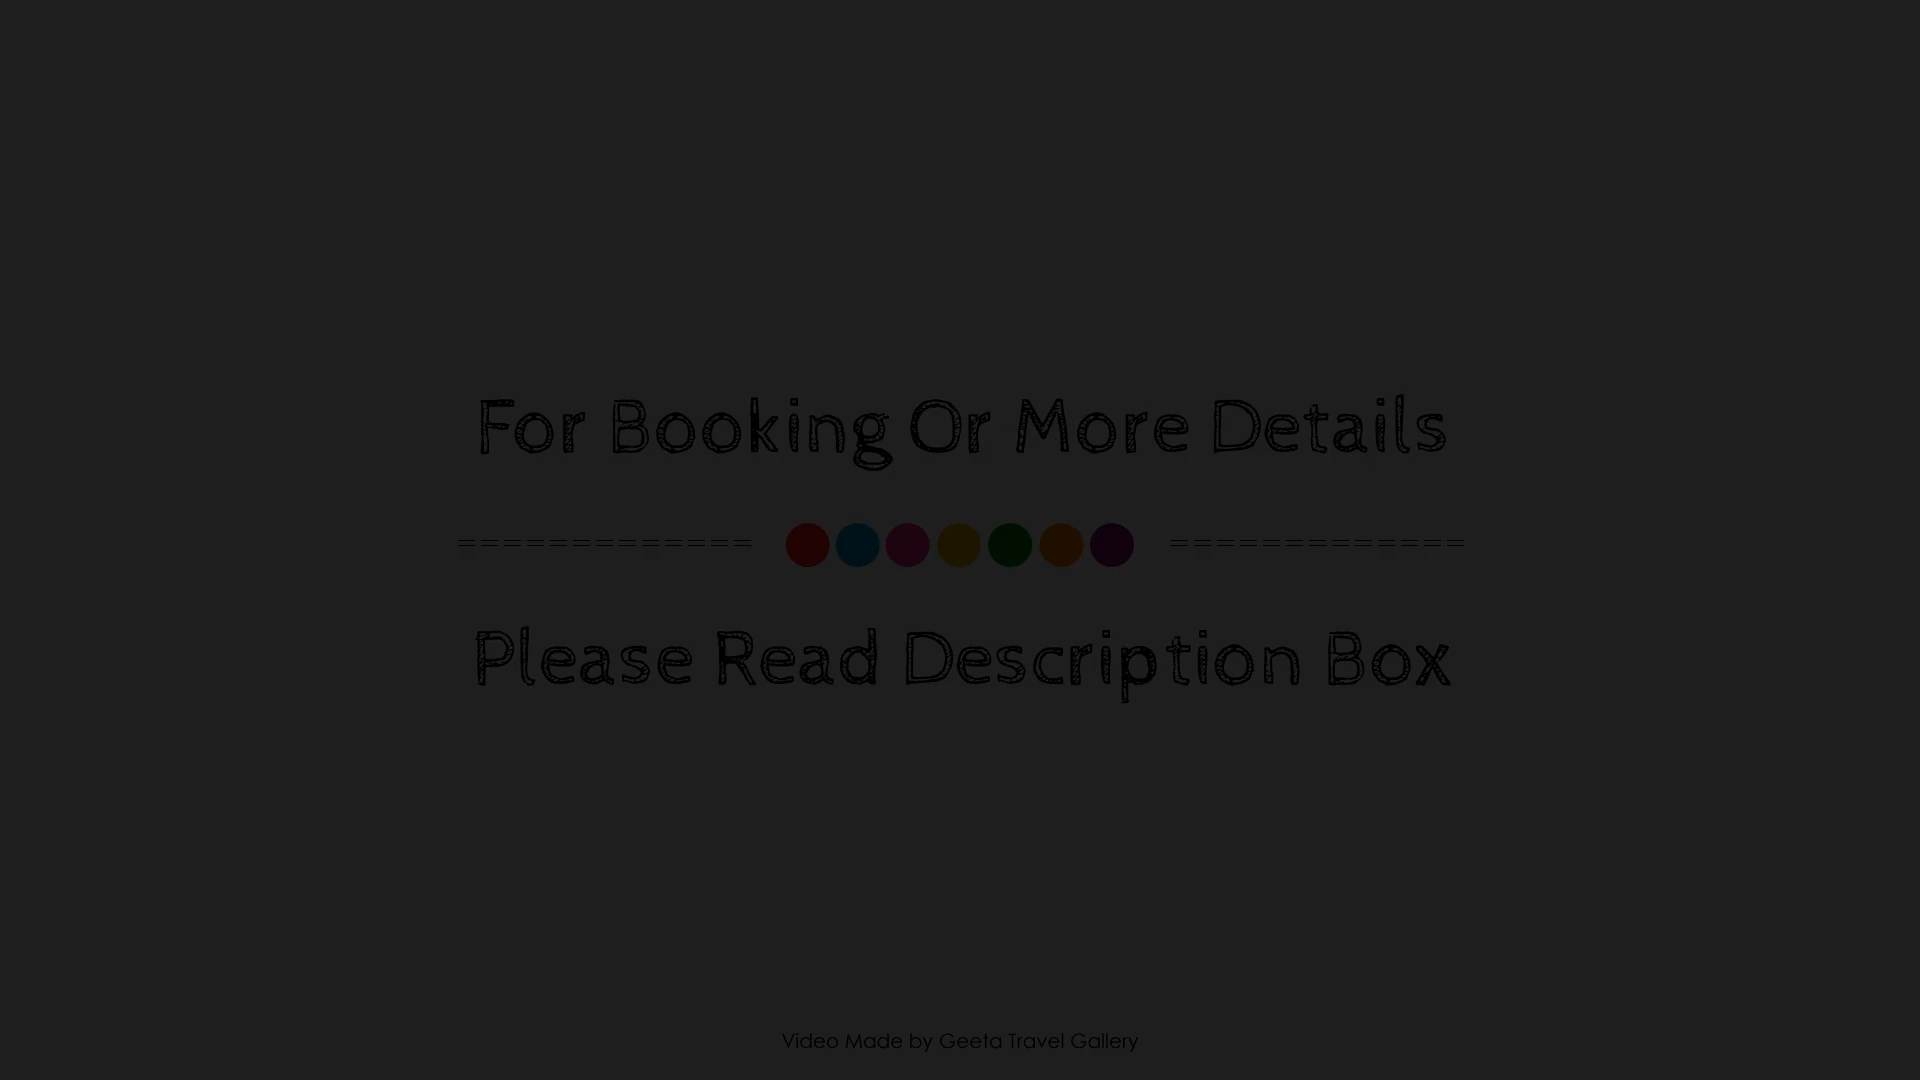 For Booking Or More Details
============= =============
Please Read Description Box
Video Made by Geeta Travel Gallery